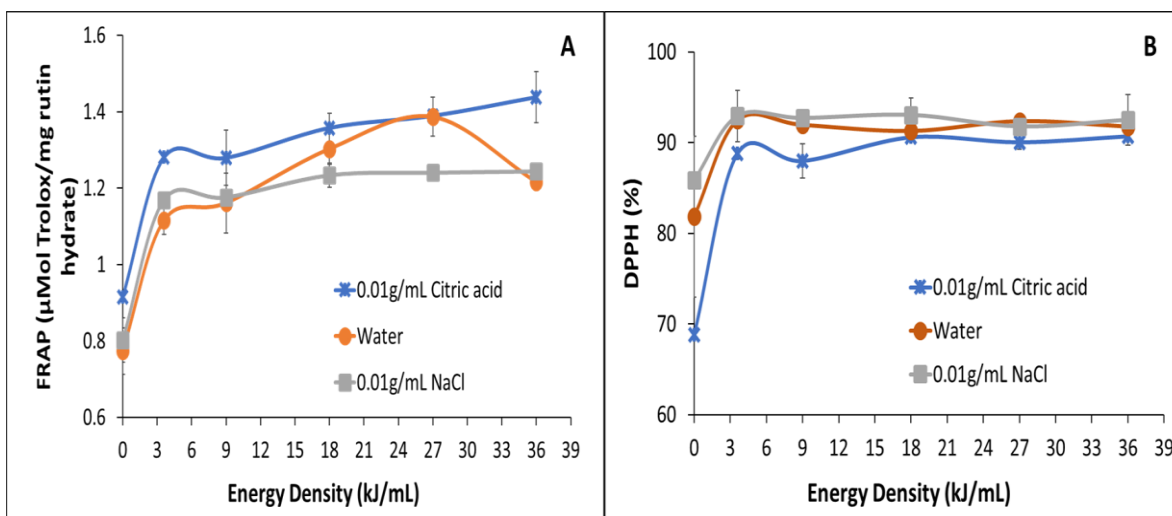 A
1.6
1.4
1.2
1
0.8
0.6
FRAP (µMol Trolox/mg rutin
hydrate)
0.01g/mL Citric acid
Water
0.01g/mL NaCl
0 3 6 9 12 15 18 21 24 27 30 33 36 39
Energy Density (kJ/mL)
B
100
90
80
70
60
DPPH (%)
0.01g/mL Citric acid
Water
0.01g/mL NaCl
0 3 6 9 12 15 18 21 24 27 30 33 36 39
Energy Density (kJ/mL)